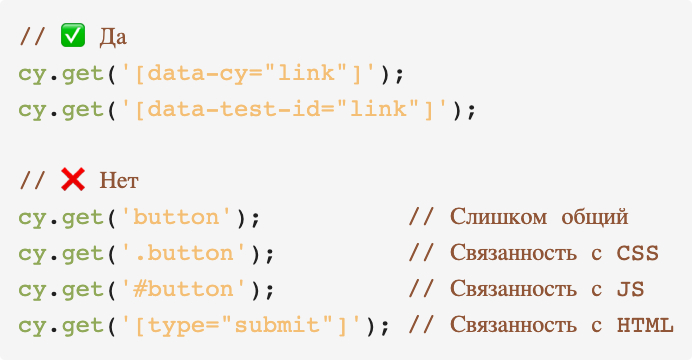 // ✅ Да
cy.get('[data-cy="link"]');
cy.get('[data-test-id="link"]');
// ❌ Нет
cy.get('button'); // Слишком общий
cy.get('.button'); // Связанность с CSS
cy.get('#button'); // Связанность с JS
cy.get('[type="submit"]'); // Связанность с HTML